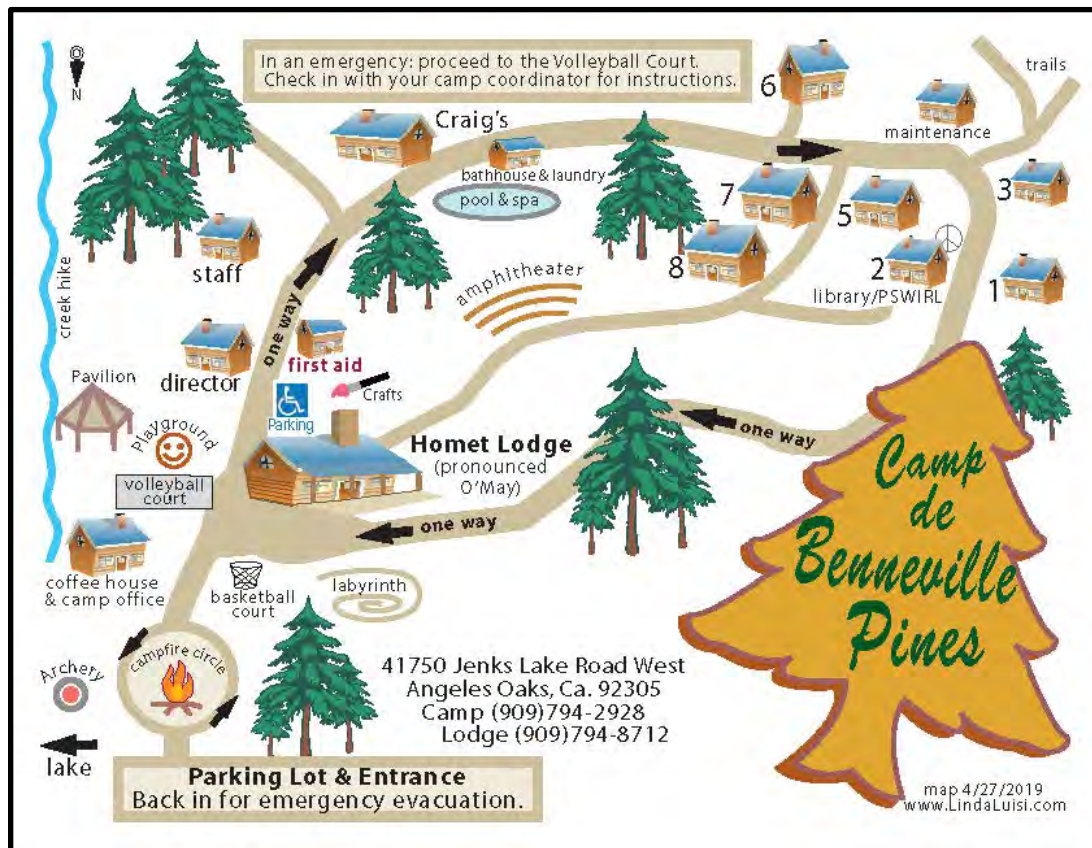 In an emergency: proceed to the Volleyball Court.
Check in with your camp coordinator for instructions.
N
6
trails
maintenance
Craig's
bathhouse & laundry
pool & spa
7
5
3
8
2
library/PSWIRL
1
staff
creek hike
amphitheater
one way
first aid
director
Pavilion
Parking
Crafts
Playground
volleyball
court
Homet Lodge
(pronounced
O'May)
one way
one way
Camp
de
Benneville
Pines
coffee house
& camp office
basketball
court
labyrinth
campfire circle
Archery
lake
41750 Jenks Lake Road West
Angeles Oaks, Ca. 92305
Camp (909)794-2928
Lodge (909)794-8712
Parking Lot & Entrance
Back in for emergency evacuation.
map 4/27/2019
www.LindaLuisi.com